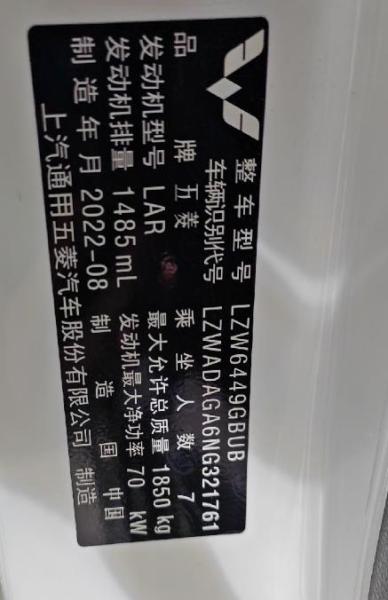 整车型号 LZW6449GBUB
车辆识别代号 LZWADAGA6NG321761
品牌 五菱 乘坐人数 7
发动机型号 LAR 最大允许总质量 1850 kg
发动机排量 1485 mL 发动机最大净功率 70 kW
制造年月 2022-08 制造国 中国
上汽通用五菱汽车股份有限公司 制造